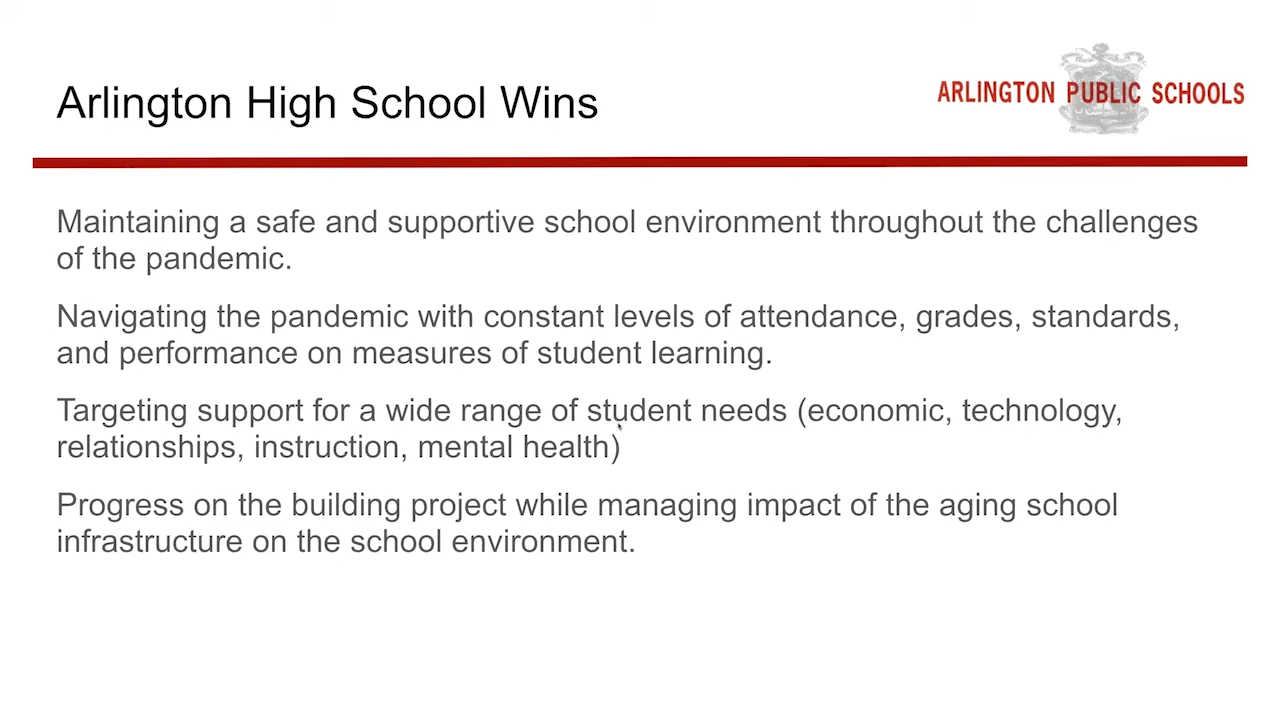 Arlington High School Wins
ARLINGTON PUBLIC SCHOOLS
Maintaining a safe and supportive school environment throughout the challenges
of the pandemic.
Navigating the pandemic with constant levels of attendance, grades, standards,
and performance on measures of student learning.
Targeting support for a wide range of student needs (economic, technology,
relationships, instruction, mental health)
Progress on the building project while managing impact of the aging school
infrastructure on the school environment.